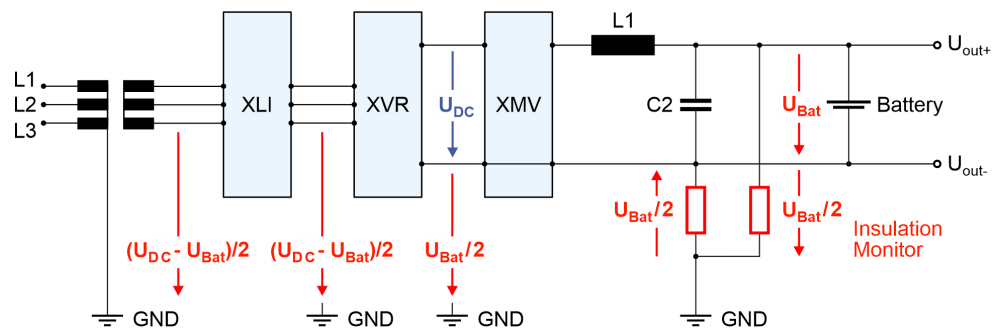 L1
U_out+
L1
L2
L3
XLI
XVR
U_DC
XMV
C2
U_Bat
Battery
U_out-
U_Bat/2
U_Bat/2
Insulation
Monitor
(U_DC - U_Bat)/2
(U_DC - U_Bat)/2
U_Bat/2
GND
GND
GND
GND